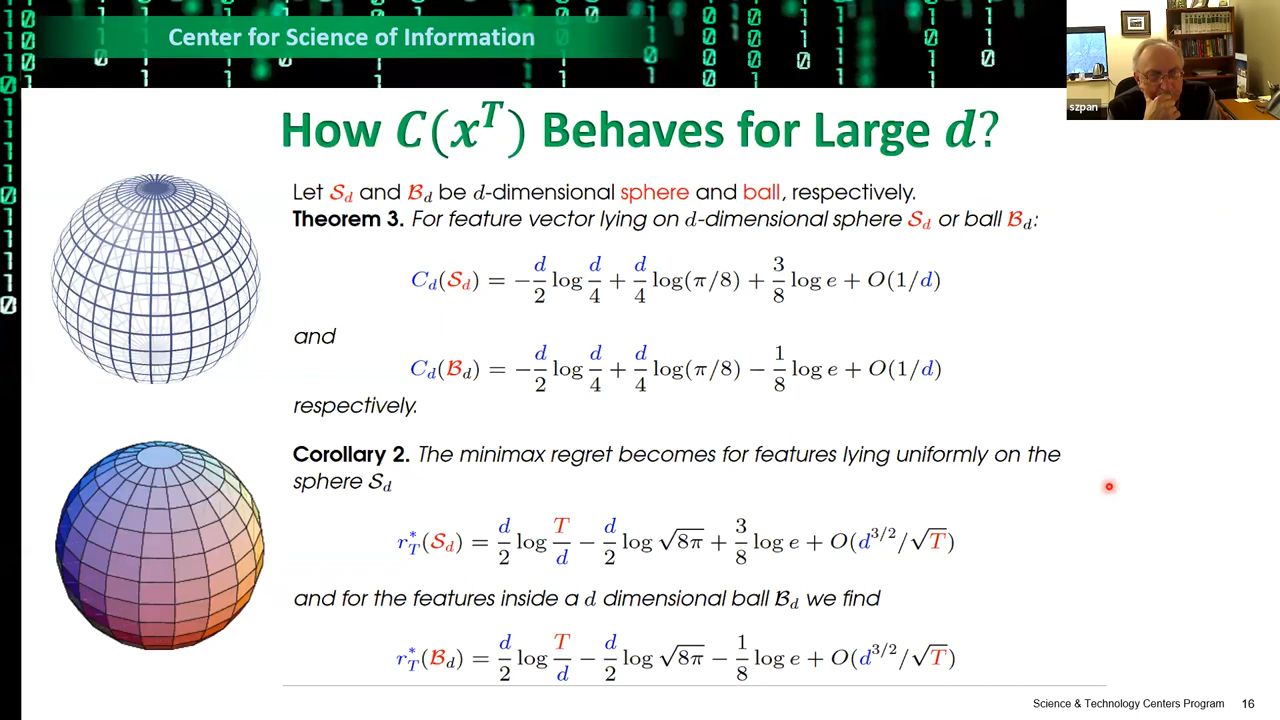 Center for Science of Information
szpan
How C(x^T) Behaves for Large d?
Let S_d and B_d be d-dimensional sphere and ball, respectively.
Theorem 3. For feature vector lying on d-dimensional sphere S_d or ball B_d:
C_d(S_d) = −d/2 log d/4 + d/4 log(π/8) + 3/8 log e + O(1/d)
and
C_d(B_d) = −d/2 log d/4 + d/4 log(π/8) − 1/8 log e + O(1/d)
respectively.
Corollary 2. The minimax regret becomes for features lying uniformly on the
sphere S_d
r*_T(S_d) = d/2 log T/d − d/2 log √8π + 3/8 log e + O(d^{3/2}/√T)
and for the features inside a d dimensional ball B_d we find
r*_T(B_d) = d/2 log T/d − d/2 log √8π − 1/8 log e + O(d^{3/2}/√T)
Science & Technology Centers Program 16